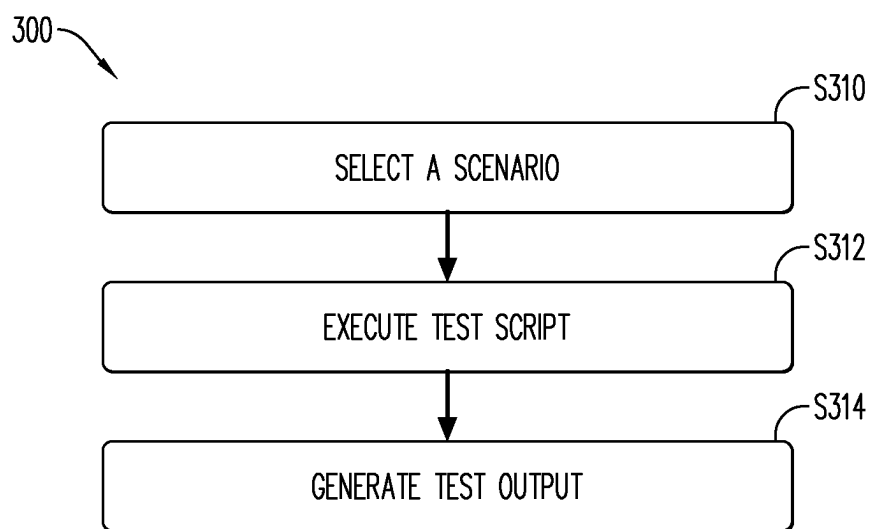 300
S310
SELECT A SCENARIO
S312
EXECUTE TEST SCRIPT
S314
GENERATE TEST OUTPUT